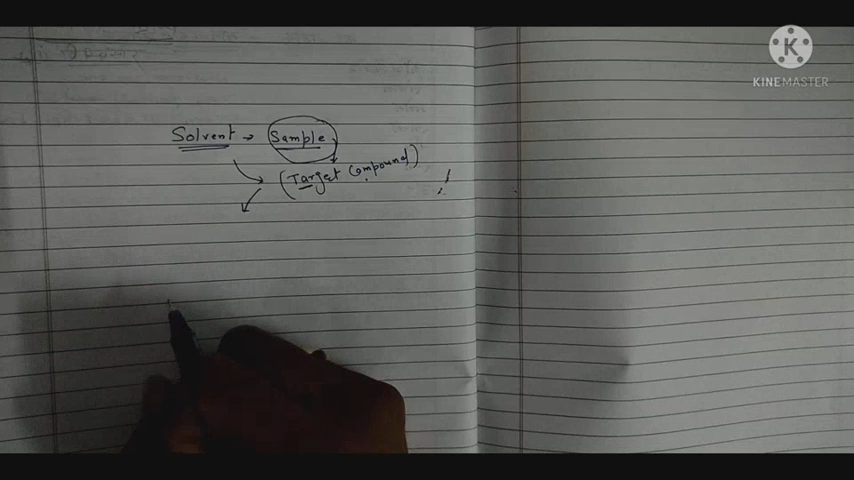 KINEMASTER
Solvent → Sample
(Target Compound)